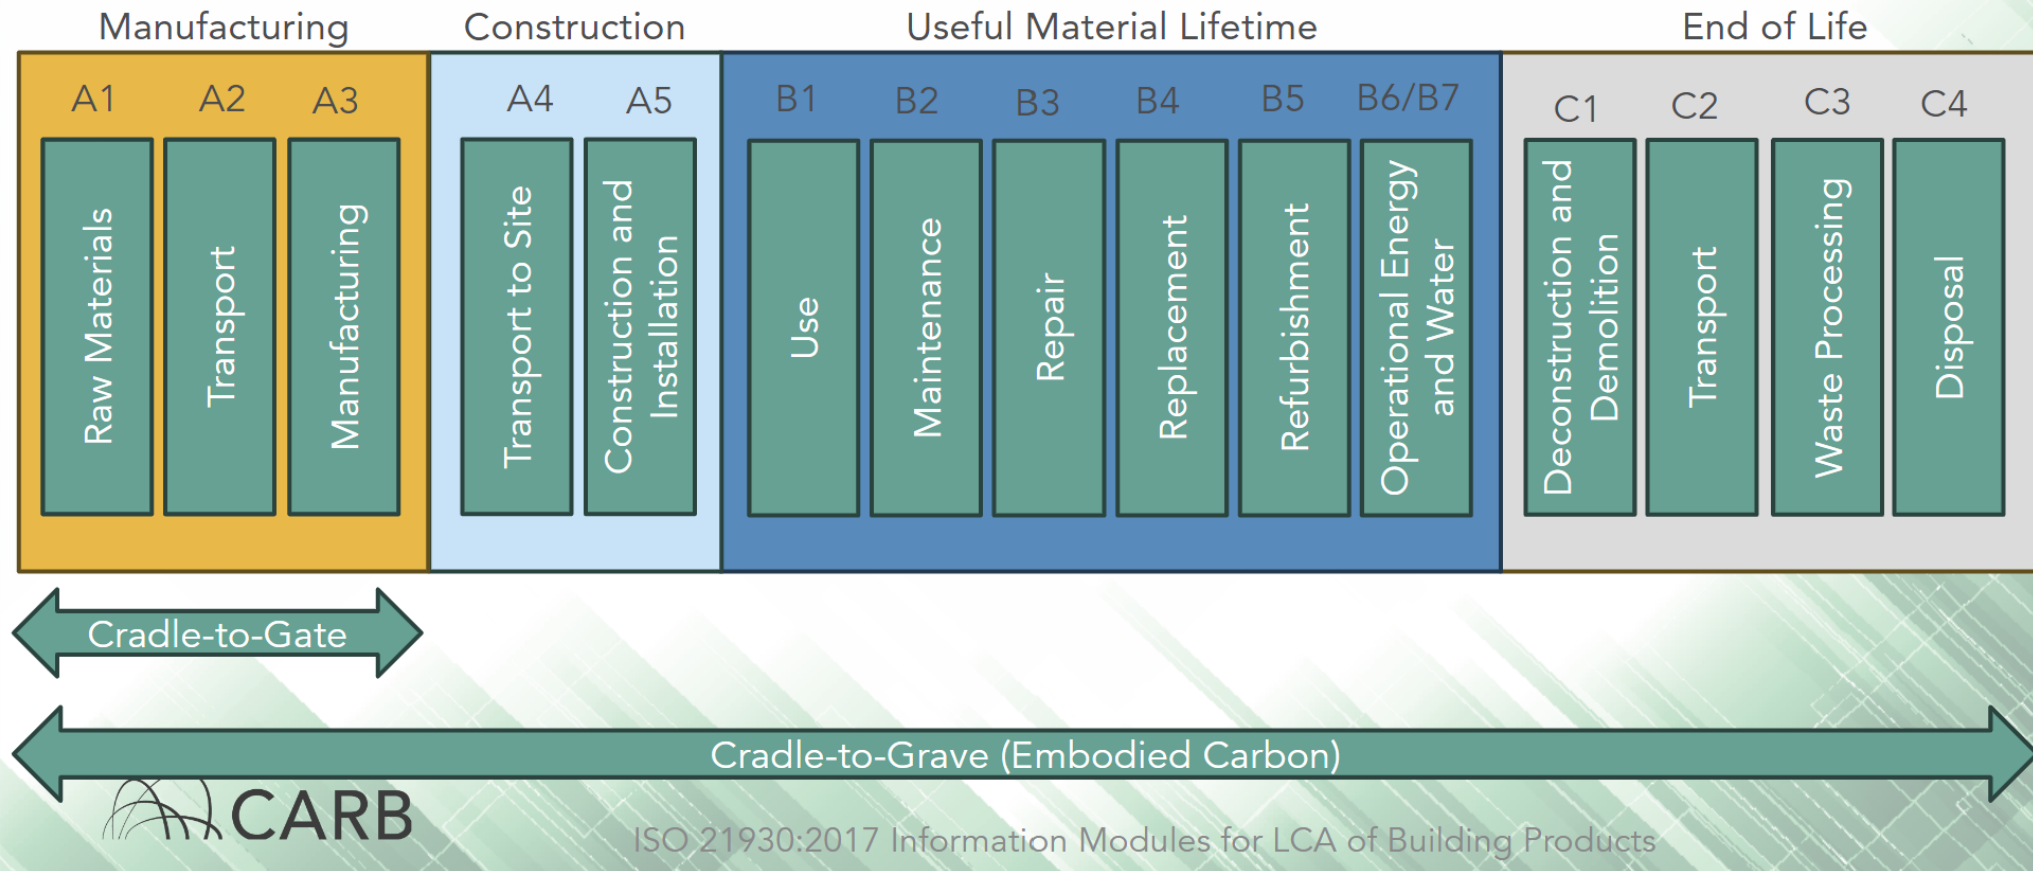 Manufacturing
Construction
Useful Material Lifetime
End of Life
A1
A2
A3
A4
A5
B1
B2
B3
B4
B5
B6/B7
C1
C2
C3
C4
Raw Materials
Transport
Manufacturing
Transport to Site
Construction and
Installation
Use
Maintenance
Repair
Replacement
Refurbishment
Operational Energy
and Water
Deconstruction and
Demolition
Transport
Waste Processing
Disposal
Cradle-to-Gate
Cradle-to-Grave (Embodied Carbon)
CARB
ISO 21930:2017 Information Modules for LCA of Building Products